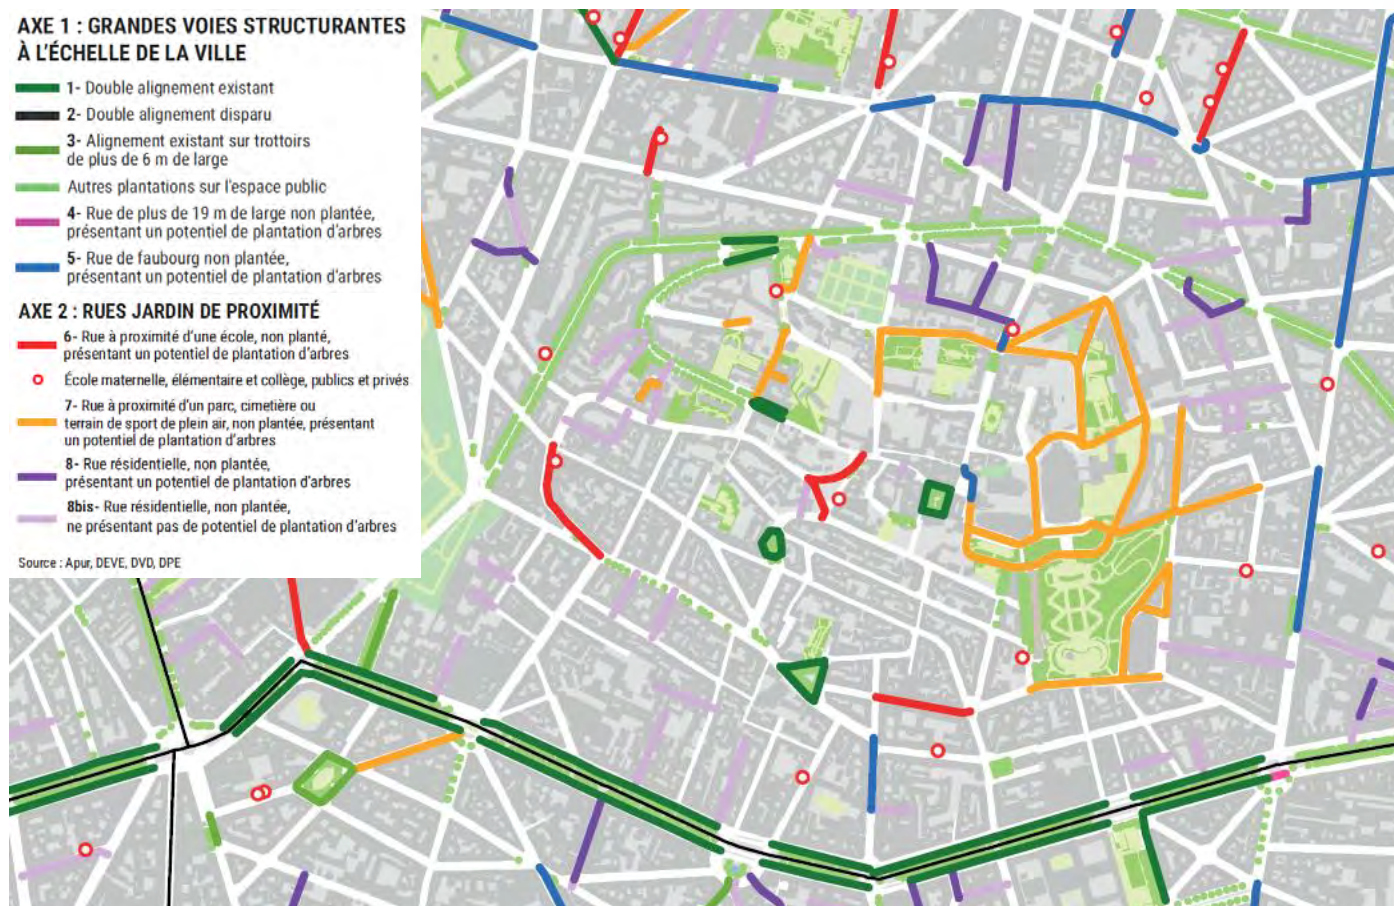 AXE 1 : GRANDES VOIES STRUCTURANTES
À L'ÉCHELLE DE LA VILLE
1- Double alignement existant
2- Double alignement disparu
3- Alignement existant sur trottoirs
de plus de 6 m de large
Autres plantations sur l'espace public
4- Rue de plus de 19 m de large non plantée,
présentant un potentiel de plantation d'arbres
5- Rue de faubourg non plantée,
présentant un potentiel de plantation d'arbres
AXE 2 : RUES JARDIN DE PROXIMITÉ
6- Rue à proximité d'une école, non planté,
présentant un potentiel de plantation d'arbres
École maternelle, élémentaire et collège, publics et privés
7- Rue à proximité d'un parc, cimetière ou
terrain de sport de plein air, non plantée, présentant
un potentiel de plantation d'arbres
8- Rue résidentielle, non plantée,
présentant un potentiel de plantation d'arbres
8bis- Rue résidentielle, non plantée,
ne présentant pas de potentiel de plantation d'arbres
Source : Apur, DEVE, DVD, DPE